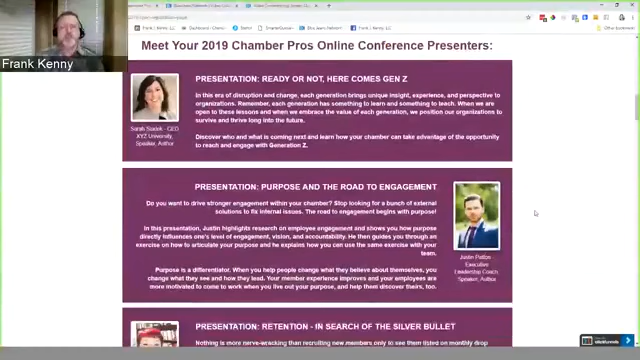 Frank Kenny
Meet Your 2019 Chamber Pros Online Conference Presenters:
PRESENTATION: READY OR NOT, HERE COMES GEN Z
In this era of disruption and change, each generation brings unique insight, experience, and perspective to
organizations. Remember, each generation has something to learn and something to teach. When we are
open to these lessons and when we embrace the value of each generation, we position our organizations to
survive and thrive long into the future.
Discover who and what is coming next and learn how your chamber can take advantage of the opportunity
to reach and engage with Generation Z.
Sarah Sladek - CEO
XYZ University,
Speaker, Author
PRESENTATION: PURPOSE AND THE ROAD TO ENGAGEMENT
Do you want to drive stronger engagement within your chamber? Stop looking for a bunch of external
solutions to fix internal issues. The road to engagement begins with purpose!
In this presentation, Justin highlights research on employee engagement and shows you how purpose
directly influences one's level of engagement, vision, and accountability. He then guides you through an
exercise on how to articulate your purpose and he explains how you can use the same exercise with your
team.
Purpose is a differentiator. When you help people change what they believe about themselves, you
change what they see and how they lead. Your member experience improves and your employees are
more motivated to come to work when you live out your purpose, and help them discover theirs, too.
Justin Patton -
Executive
Leadership Coach,
Speaker, Author
PRESENTATION: RETENTION - IN SEARCH OF THE SILVER BULLET
Nothing is more nerve-wracking than recruiting new members only to see them listed on monthly drop